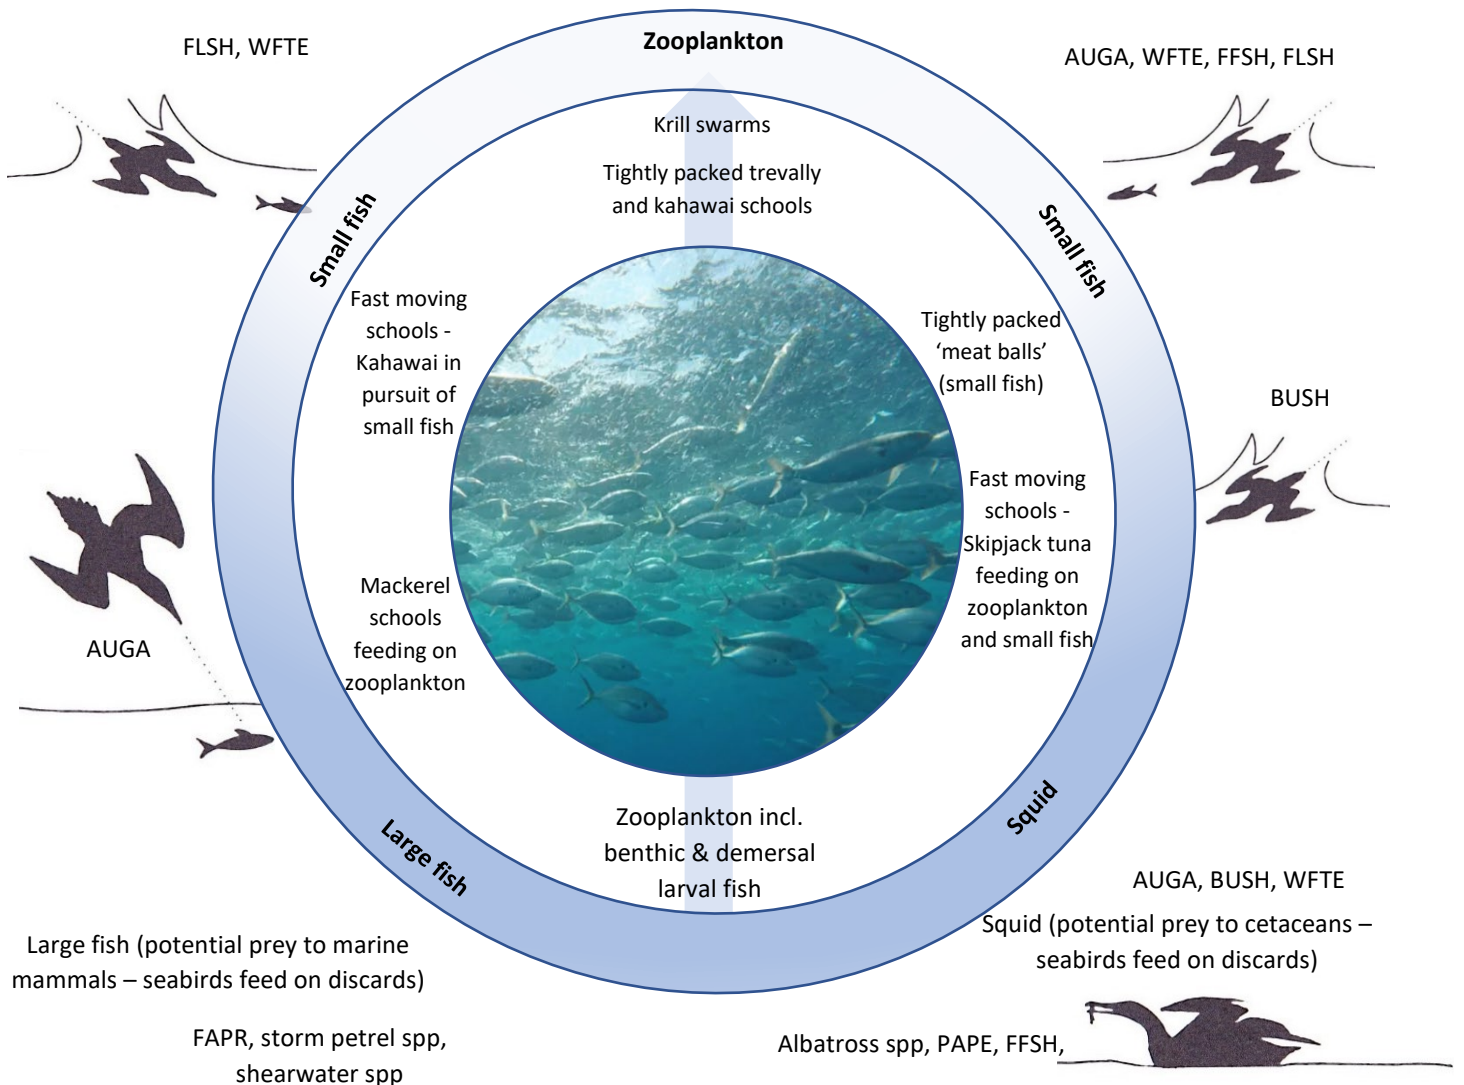 FLSH, WFTE
Zooplankton
AUGA, WFTE, FFSH, FLSH
Krill swarms
Tightly packed trevally
and kahawai schools
Small fish
Small fish
Fast moving
schools -
Kahawai in
pursuit of
small fish
Tightly packed
‘meat balls’
(small fish)
BUSH
Fast moving
schools -
Skipjack tuna
feeding on
zooplankton
and small fish
AUGA
Mackerel
schools
feeding on
zooplankton
Large fish
Squid
Zooplankton incl.
benthic & demersal
larval fish
AUGA, BUSH, WFTE
Squid (potential prey to cetaceans –
seabirds feed on discards)
Large fish (potential prey to marine
mammals – seabirds feed on discards)
FAPR, storm petrel spp,
shearwater spp
Albatross spp, PAPE, FFSH,